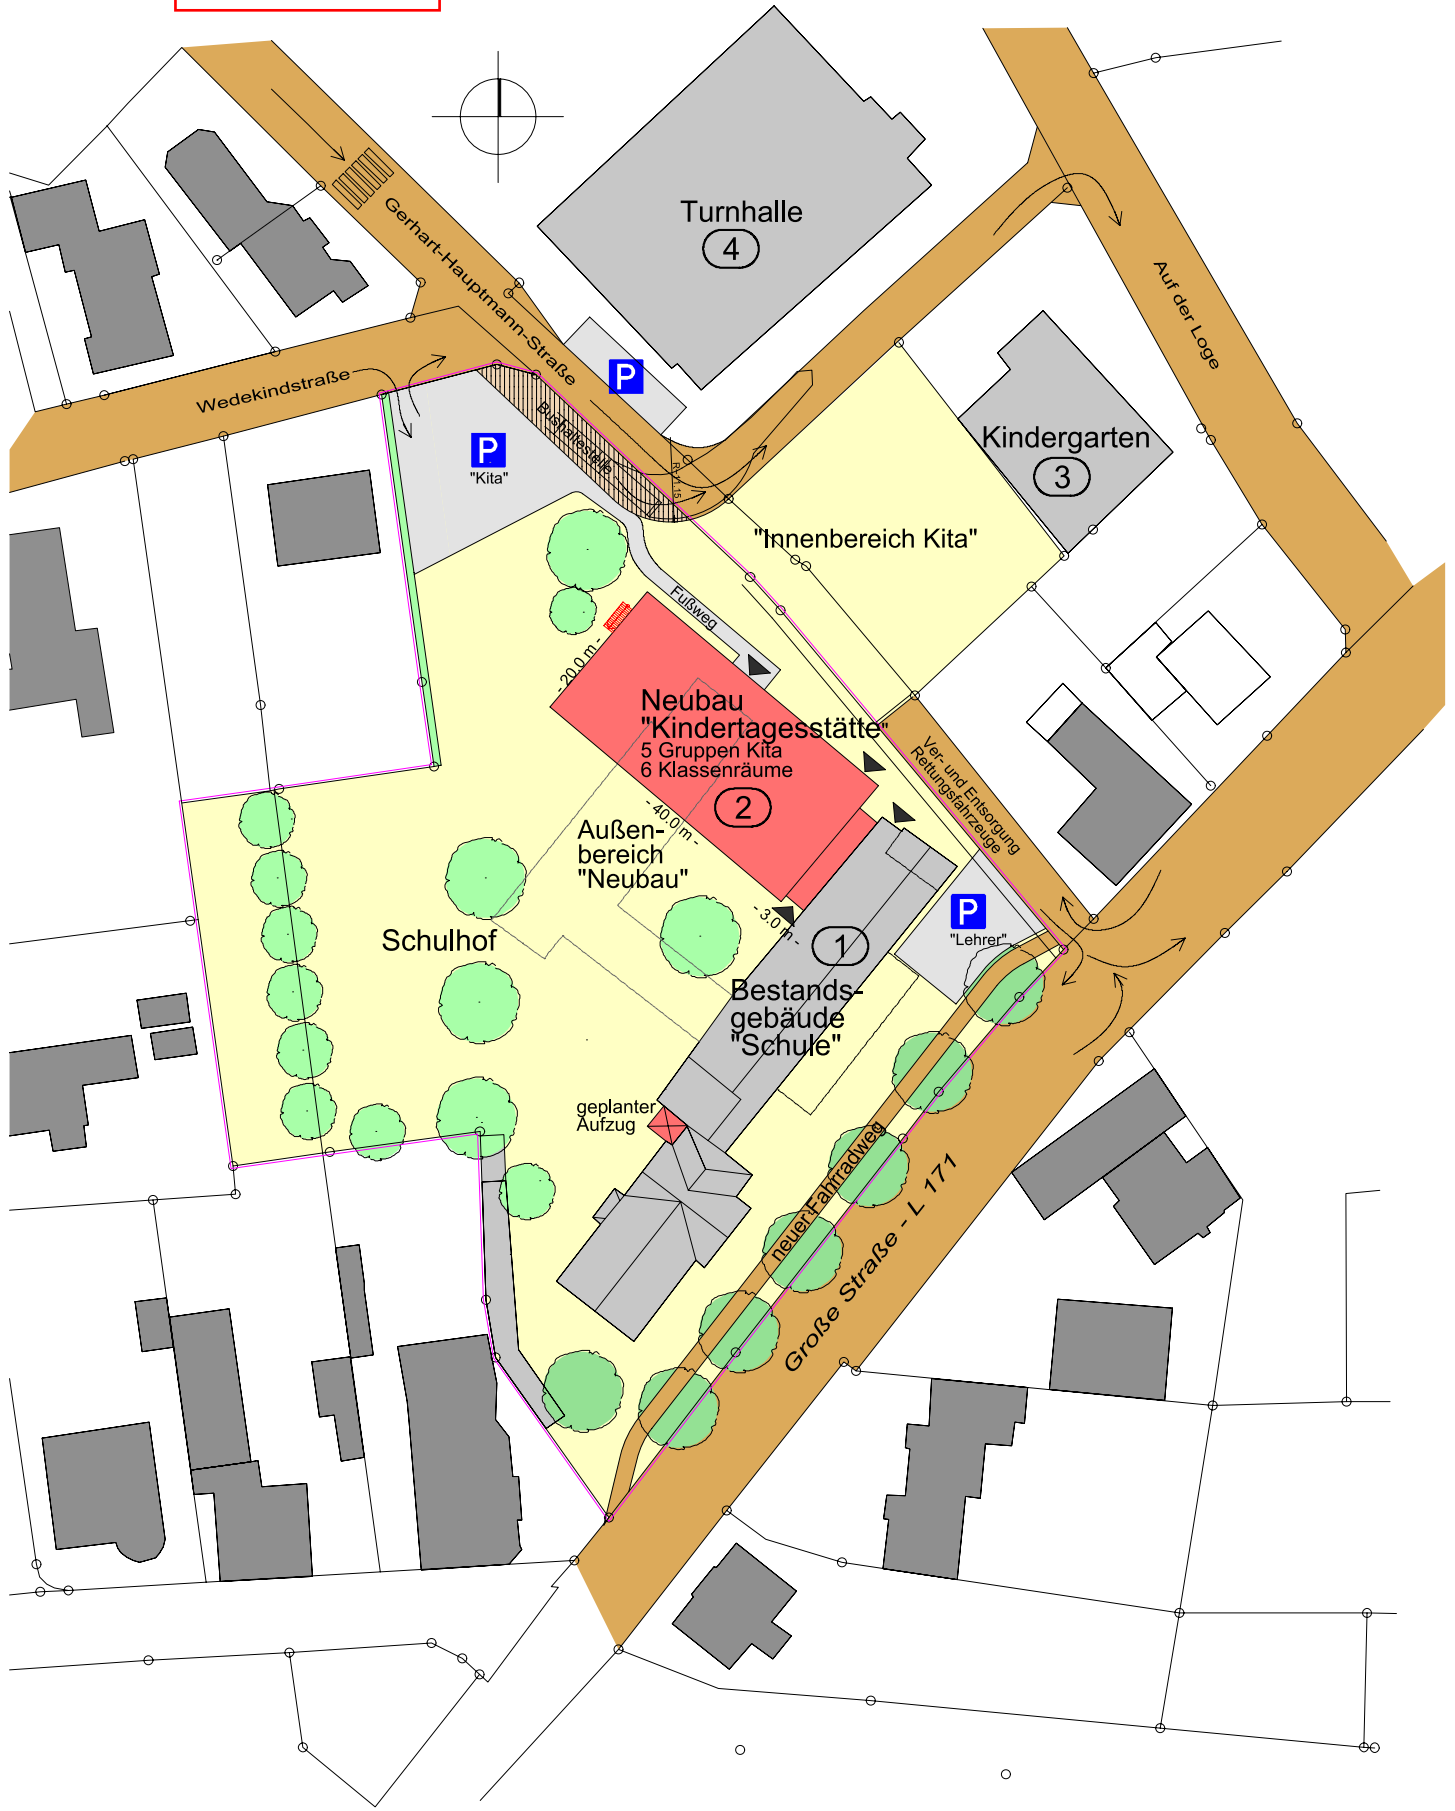 Turnhalle
4
Gerhart-Hauptmann-Straße
Auf der Loge
P
Wedekindstraße
Bushaltestelle
P
"Kita"
R=11.15
Kindergarten
3
"Innenbereich Kita"
Fußweg
- 20.0 m -
Neubau
"Kindertagesstätte"
5 Gruppen Kita
6 Klassenräume
2
Ver- und Entsorgung
Rettungsfahrzeuge
- 40.0 m -
Außen-
bereich
"Neubau"
- 3.0 m -
P
"Lehrer"
Schulhof
1
Bestands-
gebäude
"Schule"
geplanter
Aufzug
neuer Fahrradweg
Große Straße - L 171